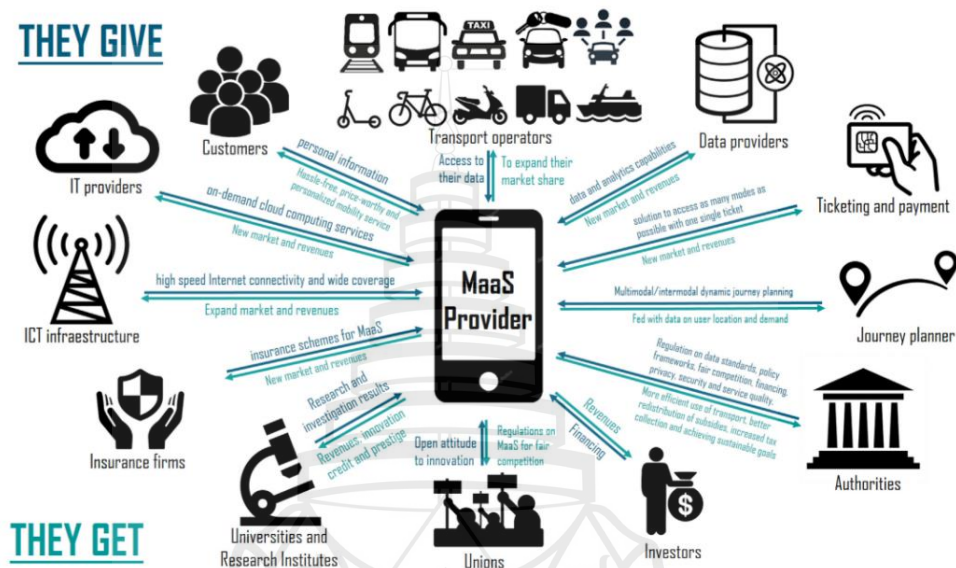 THEY GIVE
TAXI
Customers
Transport operators
Data providers
IT providers
Ticketing and payment
personal information
Hassle-free, price-worthy and
personalized mobility service
Access to
their data
To expand their
market share
data and analytics capabilities
New market and revenues
on-demand cloud computing services
New market and revenues
solution to access as many modes as
possible with one single ticket
New market and revenues
MaaS
Provider
high speed Internet connectivity and wide coverage
Expand market and revenues
ICT infraestructure
Multimodal/intermodal dynamic journey planning
Fed with data on user location and demand
Journey planner
insurance schemes for MaaS
New market and revenues
Insurance firms
Regulation on data standards, policy
frameworks, fair competition, financing,
privacy, security and service quality.
More efficient use of transport, better
redistribution of subsidies, increased tax
collection and achieving sustainable goals
Authorities
Research and
investigation results
Revenues, innovation
credit and prestige
Universities and
Research Institutes
Open attitude
to innovation
Regulations on
MaaS for fair
competition
Unions
Revenues
Financing
$
Investors
THEY GET